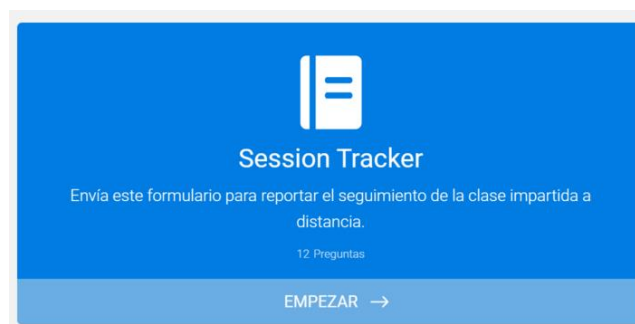 Session Tracker
Envía este formulario para reportar el seguimiento de la clase impartida a
distancia.
12 Preguntas
EMPEZAR →